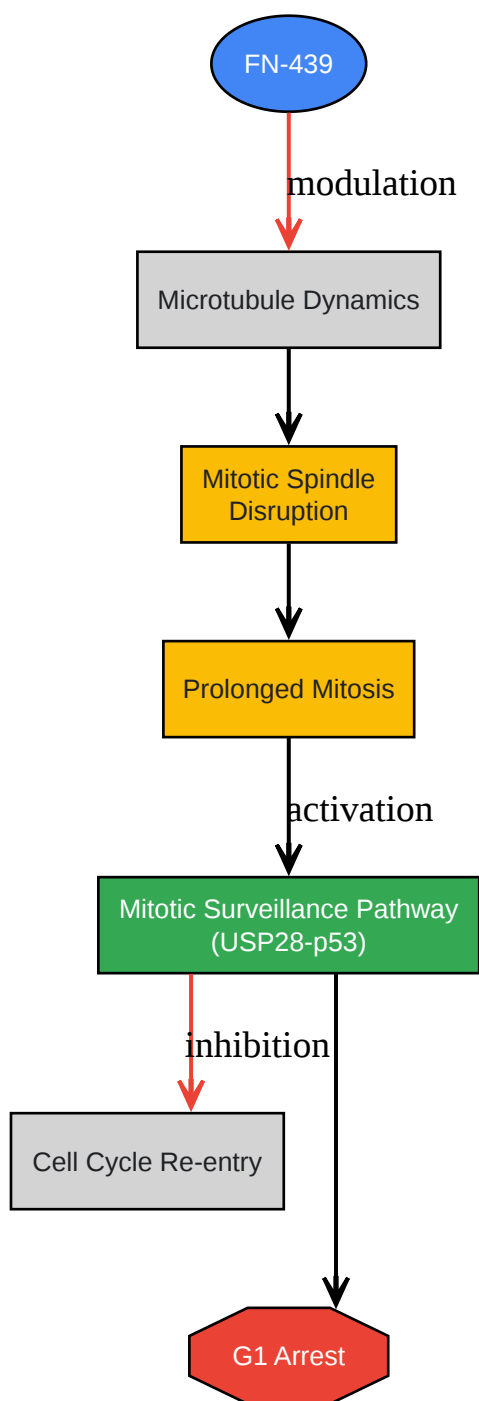 FN-439
modulation
Microtubule Dynamics
Mitotic Spindle
Disruption
Prolonged Mitosis
activation
Mitotic Surveillance Pathway
(USP28-p53)
inhibition
Cell Cycle Re-entry
G1 Arrest